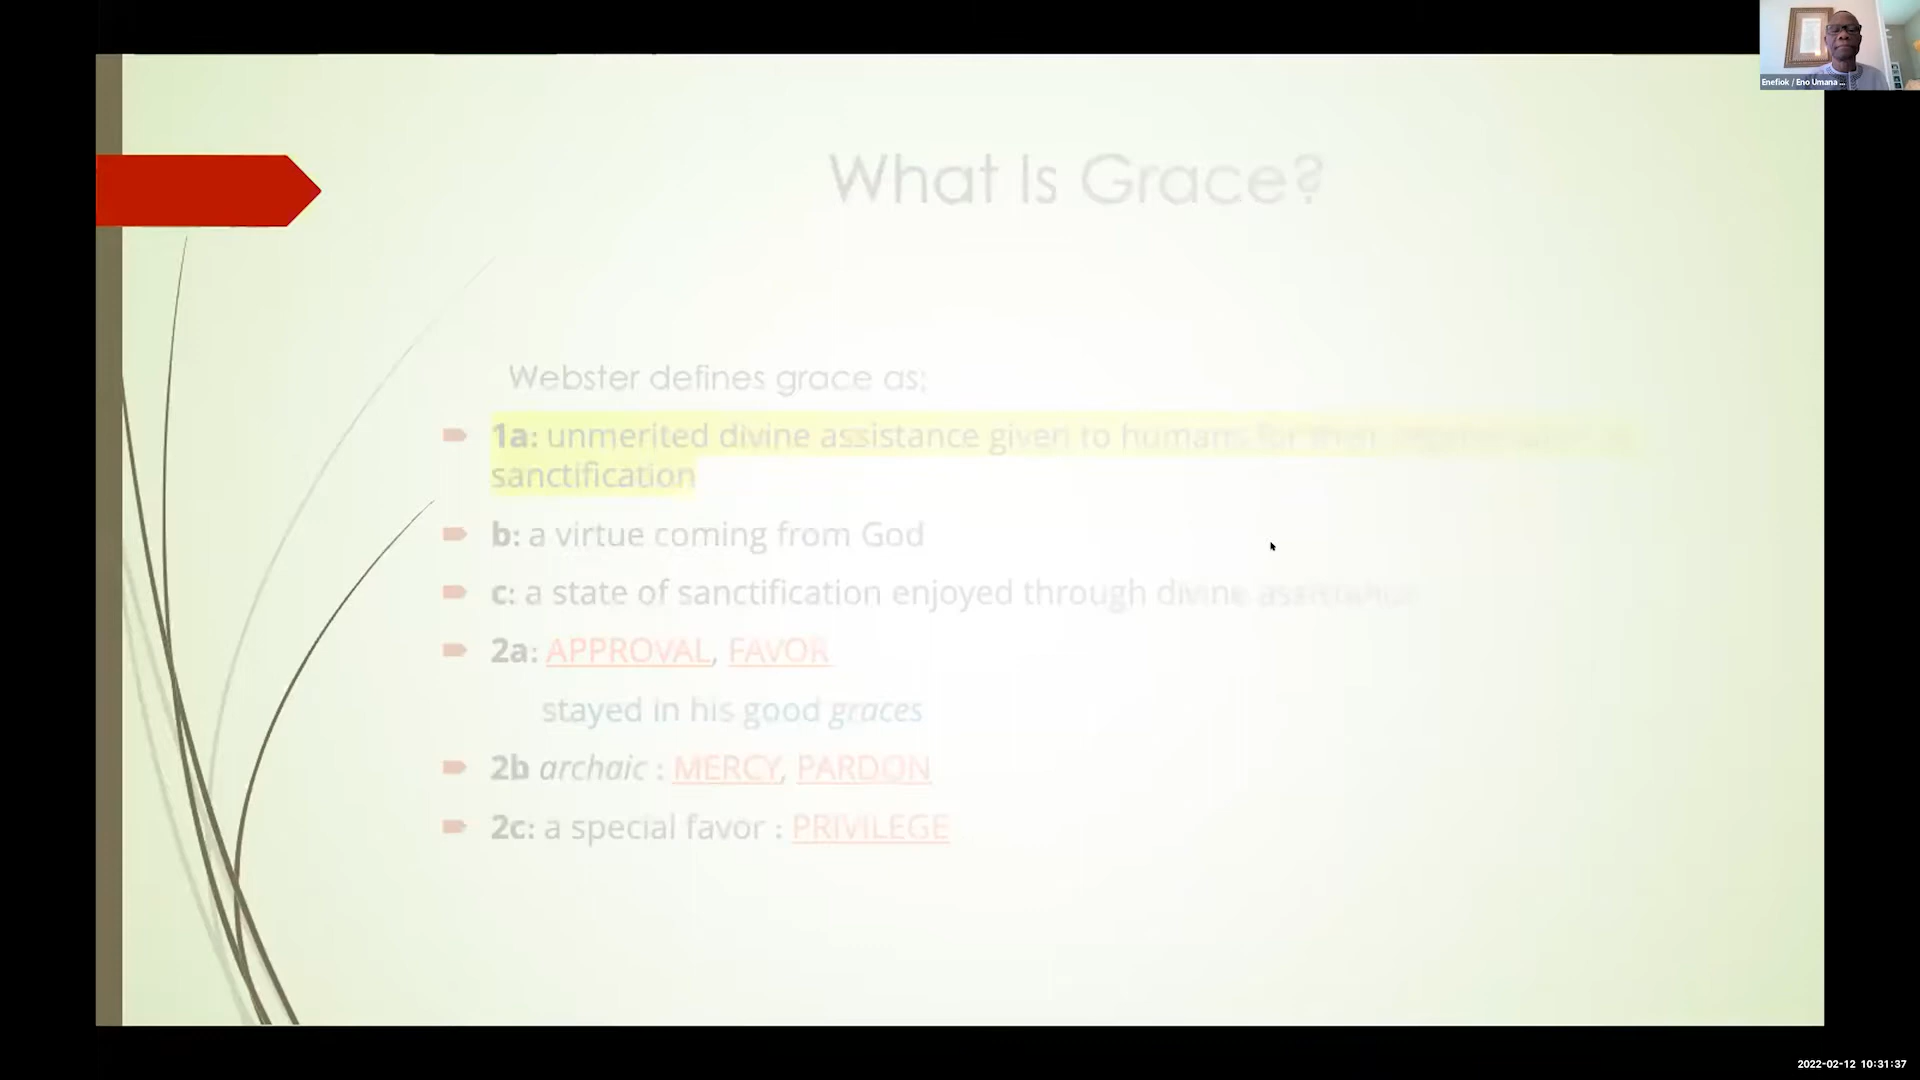 Enefiok / Eno Umana ...
What Is Grace?
Webster defines grace as;
1a: unmerited divine assistance given to humans for their
sanctification
b: a virtue coming from God
c: a state of sanctification enjoyed through divine assistance
2a: APPROVAL, FAVOR
stayed in his good graces
2b archaic : MERCY, PARDON
2c: a special favor : PRIVILEGE
2022-02-12 10:31:37